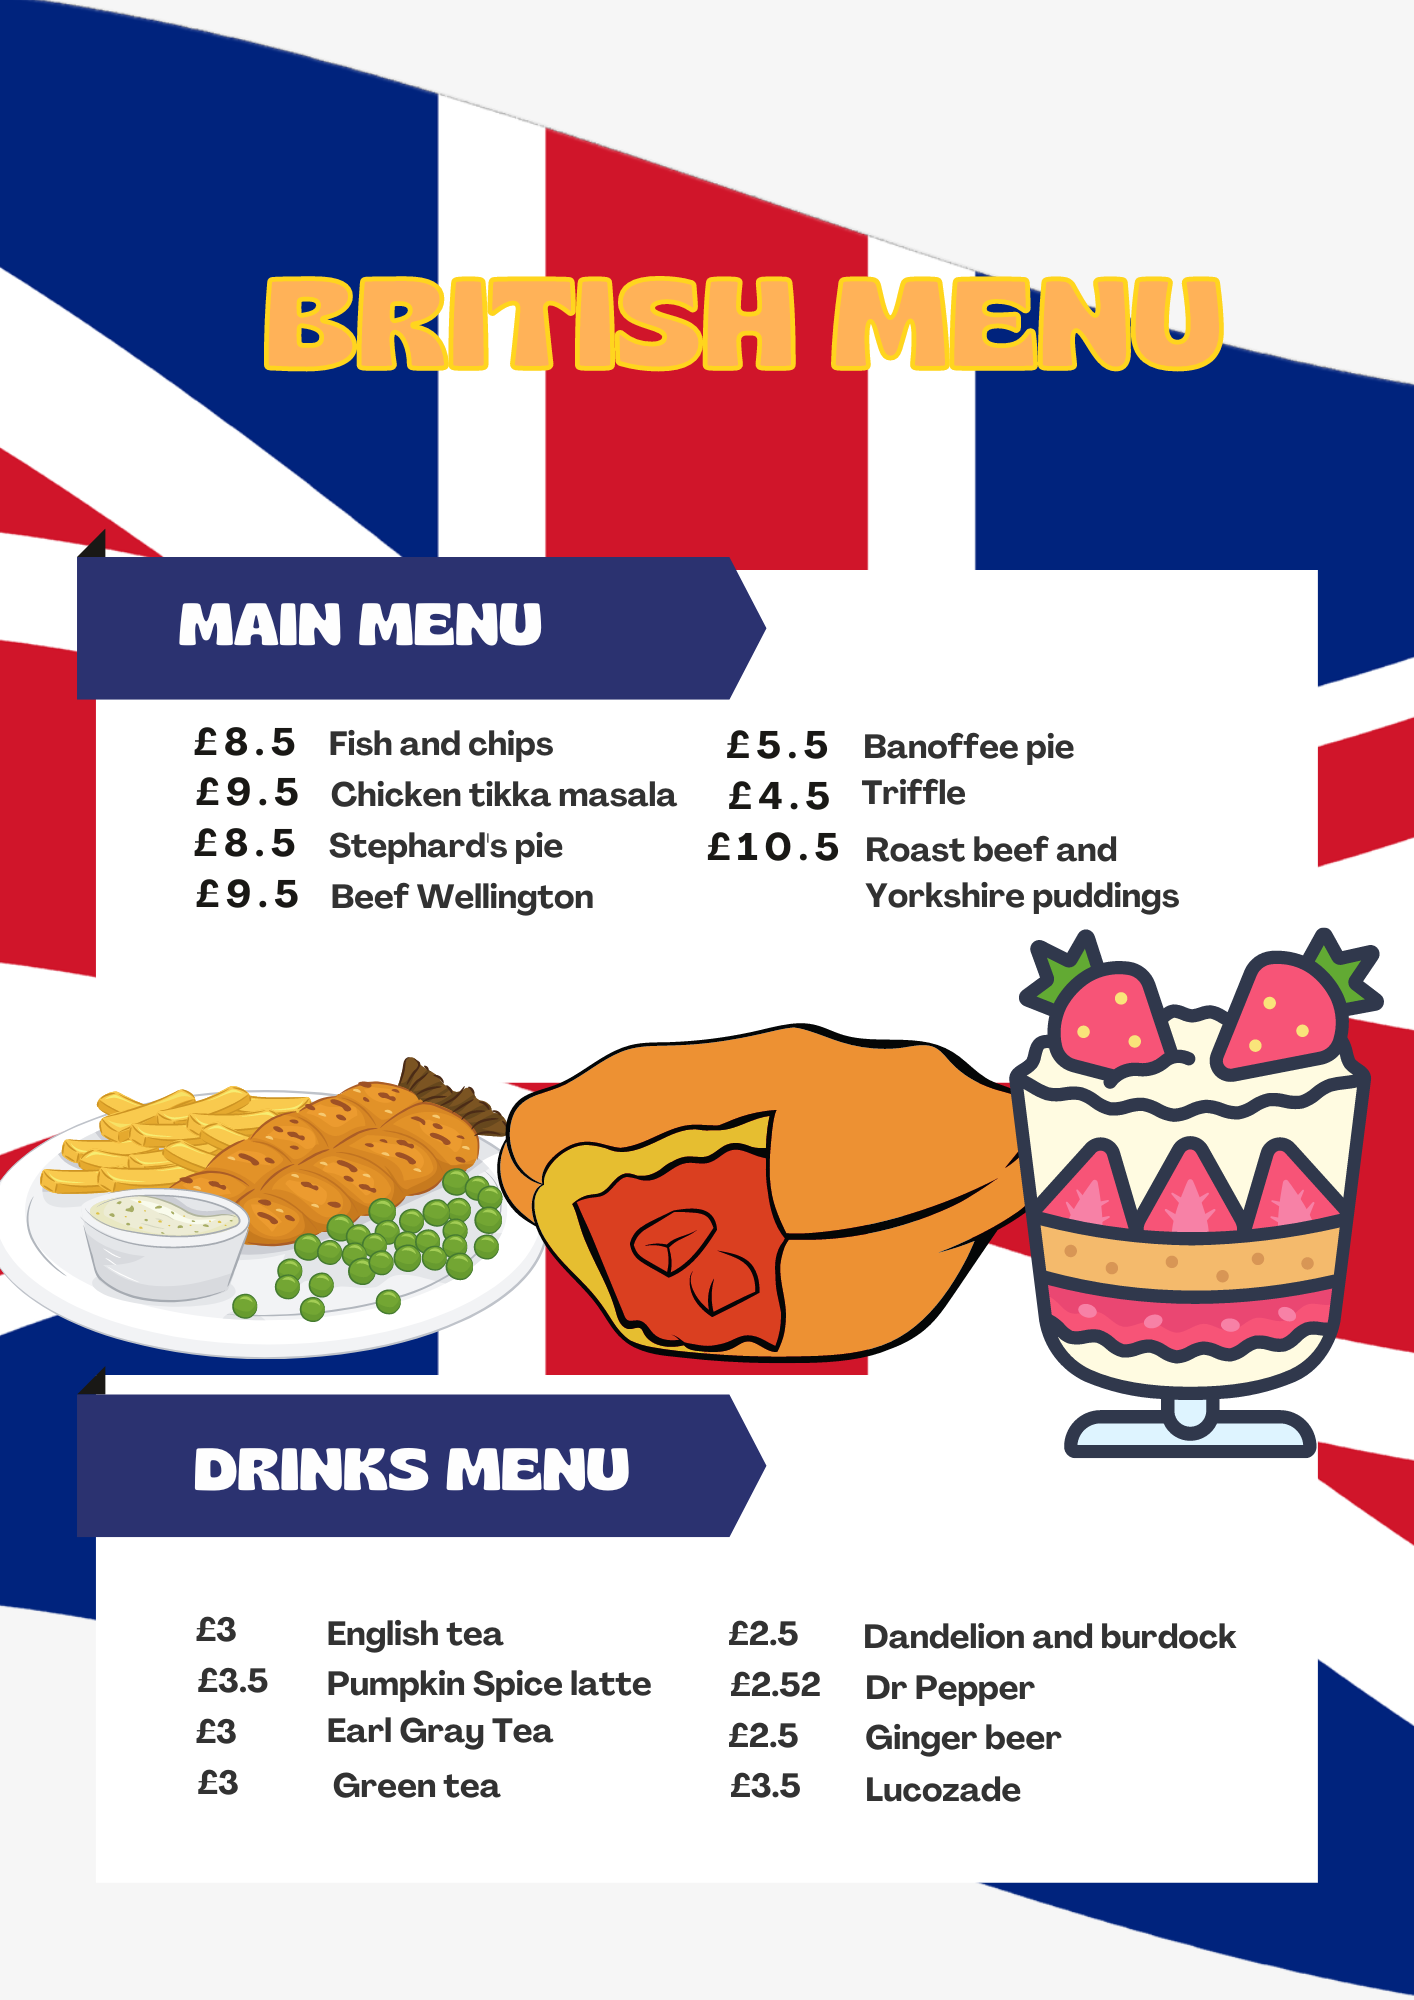 BRITISH MENU
MAIN MENU
£8.5 Fish and chips
£9.5 Chicken tikka masala
£8.5 Stephard's pie
£9.5 Beef Wellington
£5.5 Banoffee pie
£4.5 Triffle
£10.5 Roast beef and
Yorkshire puddings
DRINKS MENU
£3 English tea
£3.5 Pumpkin Spice latte
£3 Earl Gray Tea
£3 Green tea
£2.5 Dandelion and burdock
£2.52 Dr Pepper
£2.5 Ginger beer
£3.5 Lucozade